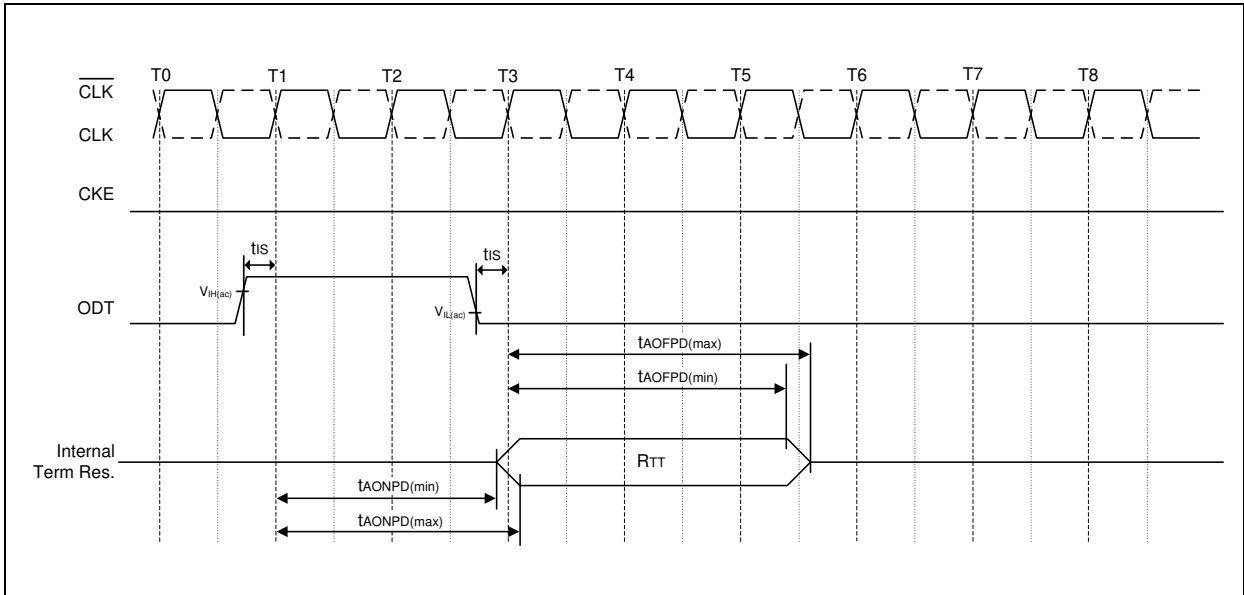 T0 T1 T2 T3 T4 T5 T6 T7 T8
CLK
CLK
CKE
tIS
tIS
VIH(ac)
ODT
VIL(ac)
tAOFPD(max)
tAOFPD(min)
Internal
Term Res.
RTT
tAONPD(min)
tAONPD(max)